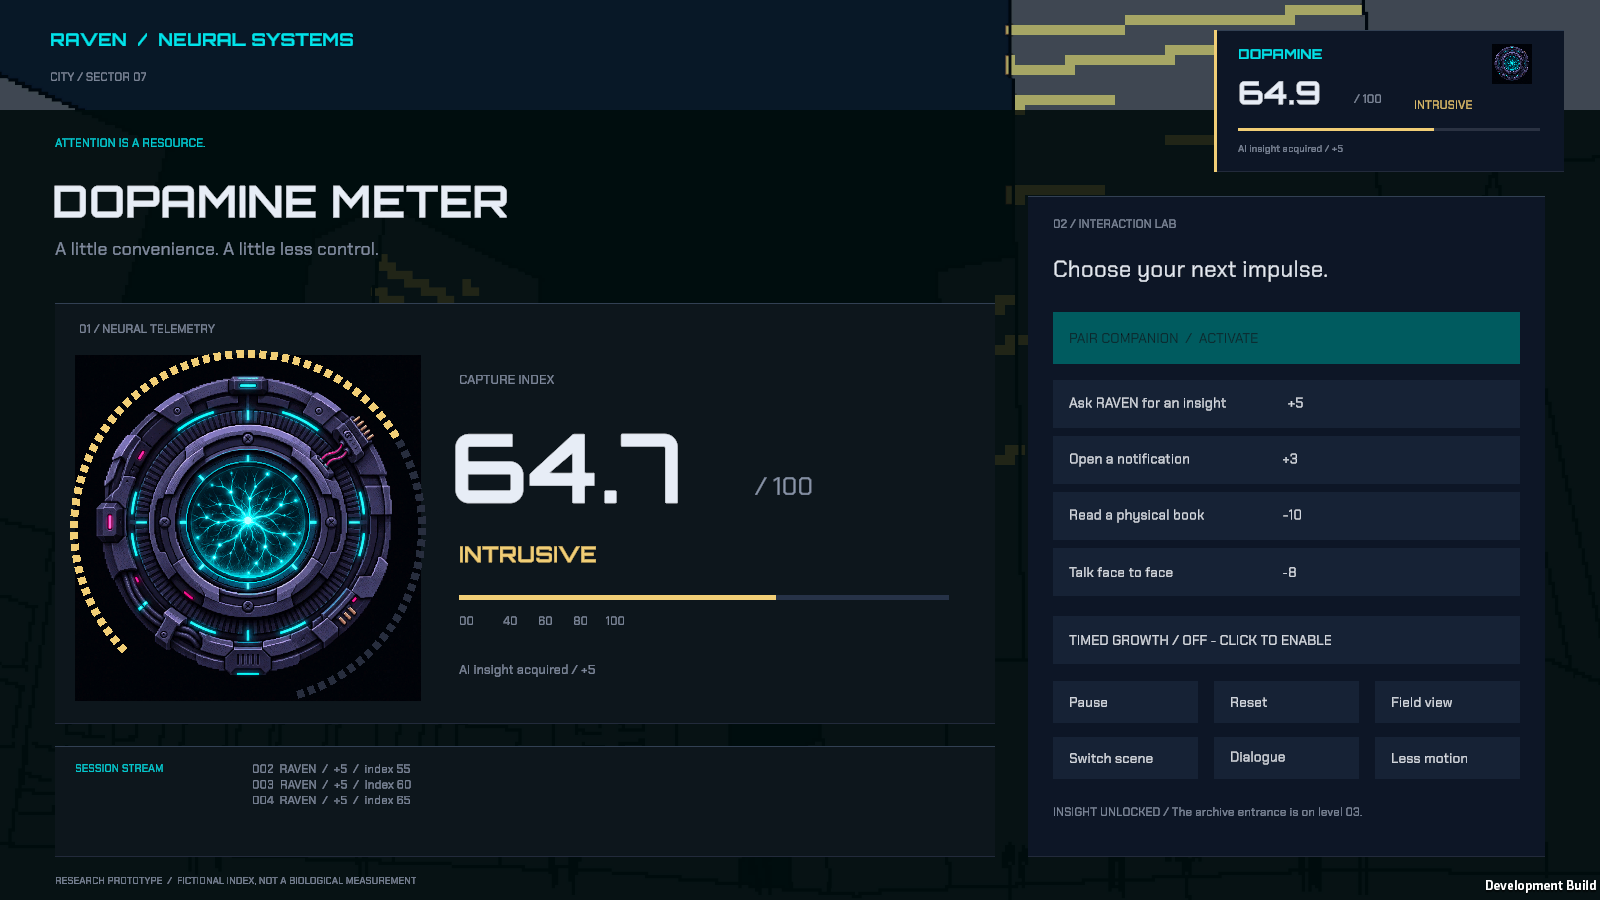 RAVEN / NEURAL SYSTEMS
CITY / SECTOR 07
DOPAMINE
64.9 / 100 INTRUSIVE
AI insight acquired / +5
ATTENTION IS A RESOURCE.
DOPAMINE METER
A little convenience. A little less control.
01 / NEURAL TELEMETRY
CAPTURE INDEX
64.7 / 100
INTRUSIVE
00 40 60 80 100
AI insight acquired / +5
SESSION STREAM
002 RAVEN / +5 / index 55
003 RAVEN / +5 / index 60
004 RAVEN / +5 / index 65
02 / INTERACTION LAB
Choose your next impulse.
PAIR COMPANION / ACTIVATE
Ask RAVEN for an insight +5
Open a notification +3
Read a physical book -10
Talk face to face -8
TIMED GROWTH / OFF - CLICK TO ENABLE
Pause Reset Field view
Switch scene Dialogue Less motion
INSIGHT UNLOCKED / The archive entrance is on level 03.
RESEARCH PROTOTYPE / FICTIONAL INDEX, NOT A BIOLOGICAL MEASUREMENT
Development Build